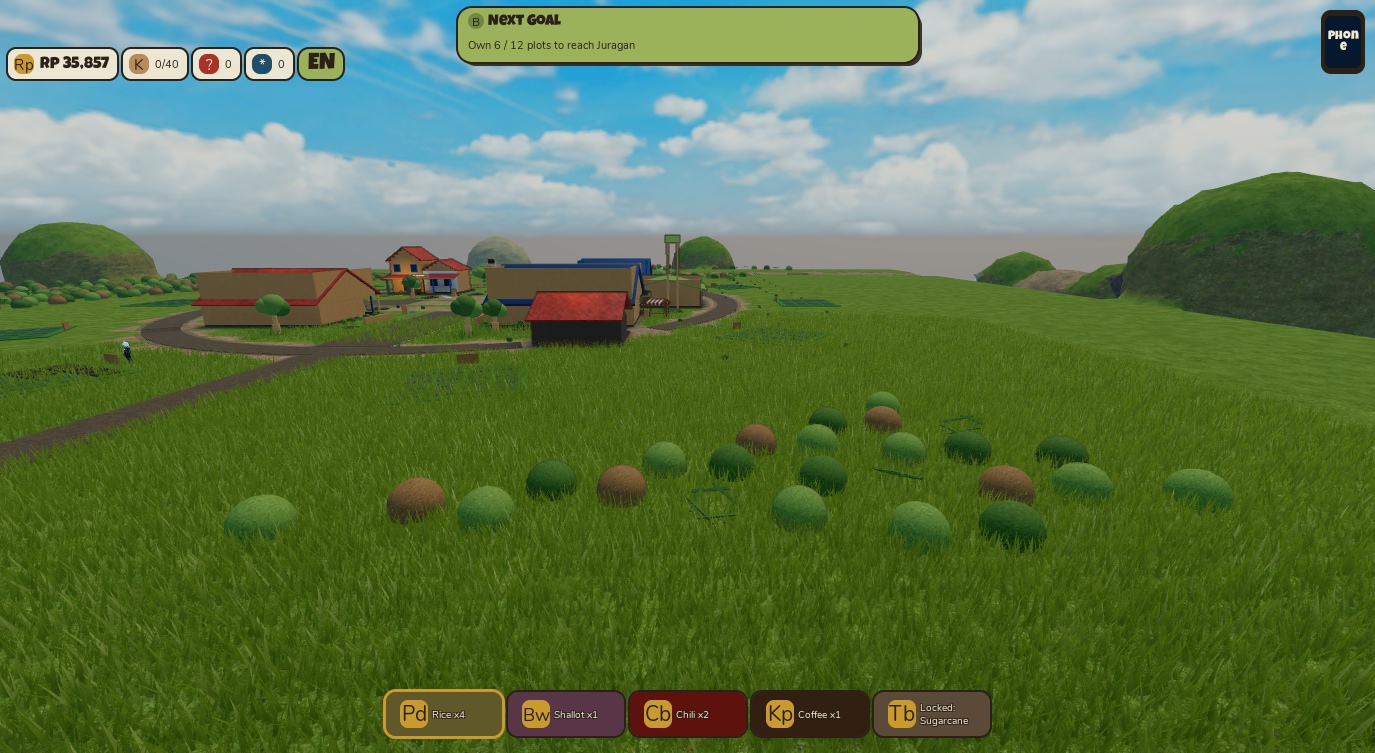 B NEXT GOAL
Own 6 / 12 plots to reach Juragan
PHON
E
Rp RP 35,857
K 0/40
? 0
* 0
EN
Pd Rice x4
Bw Shallot x1
Cb Chili x2
Kp Coffee x1
Tb Locked:
Sugarcane